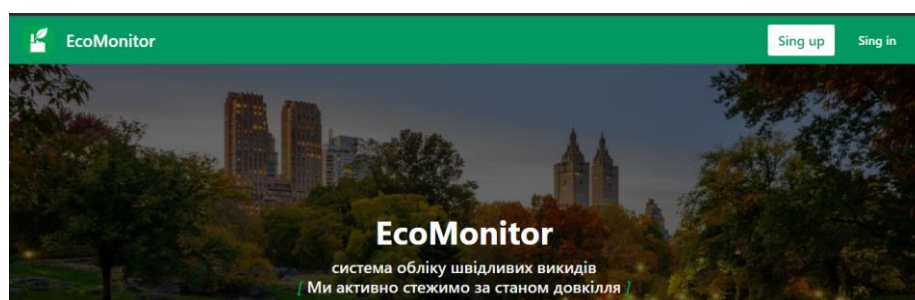 EcoMonitor
Sing up
Sing in
EcoMonitor
система обліку швідливих викидів
[ Ми активно стежимо за станом довкілля ]